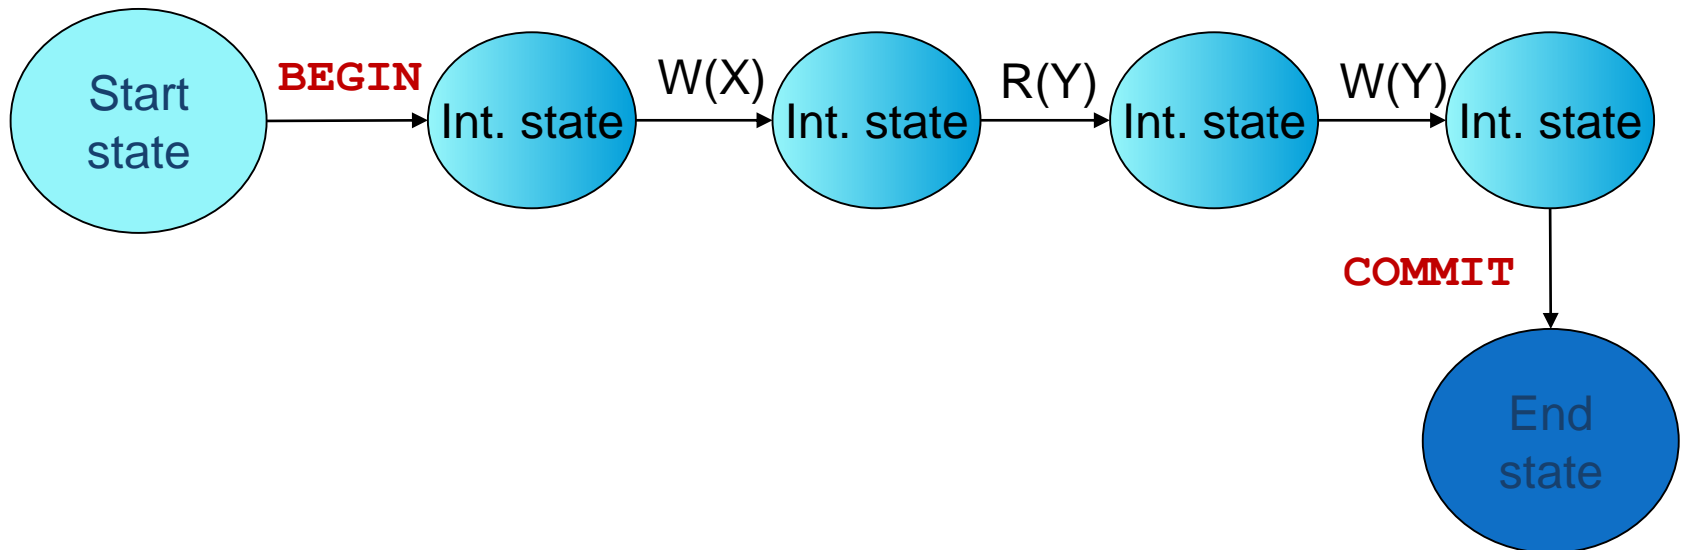 Start
state
BEGIN
Int. state
W(X)
Int. state
R(Y)
Int. state
W(Y)
Int. state
COMMIT
End
state